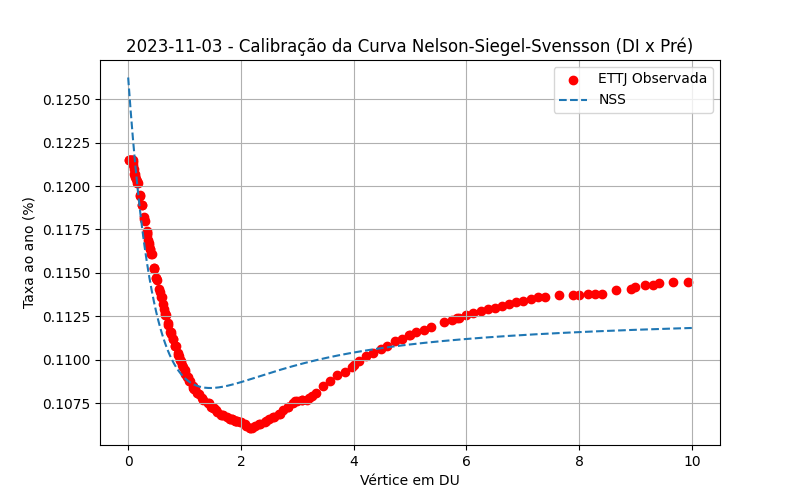 2023-11-03 - Calibração da Curva Nelson-Siegel-Svensson (DI x Pré)
ETTJ Observada
NSS
Taxa ao ano (%)
0.1250
0.1225
0.1200
0.1175
0.1150
0.1125
0.1100
0.1075
0 2 4 6 8 10
Vértice em DU